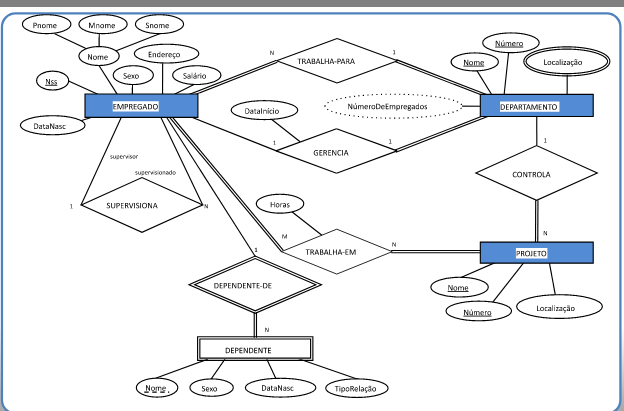 Pnome
Mnome
Snome
Nome
Endereço
Sexo
Salário
Nss
EMPREGADO
DataNasc
N
TRABALHA-PARA
1
Número
Nome
Localização
DataInício
NúmeroDeEmpregados
DEPARTAMENTO
1
GERENCIA
1
1
supervisor
supervisionado
CONTROLA
1
SUPERVISIONA
N
Horas
M
TRABALHA-EM
N
N
PROJETO
1
DEPENDENTE-DE
Nome
Número
Localização
N
DEPENDENTE
Nome
Sexo
DataNasc
TipoRelação